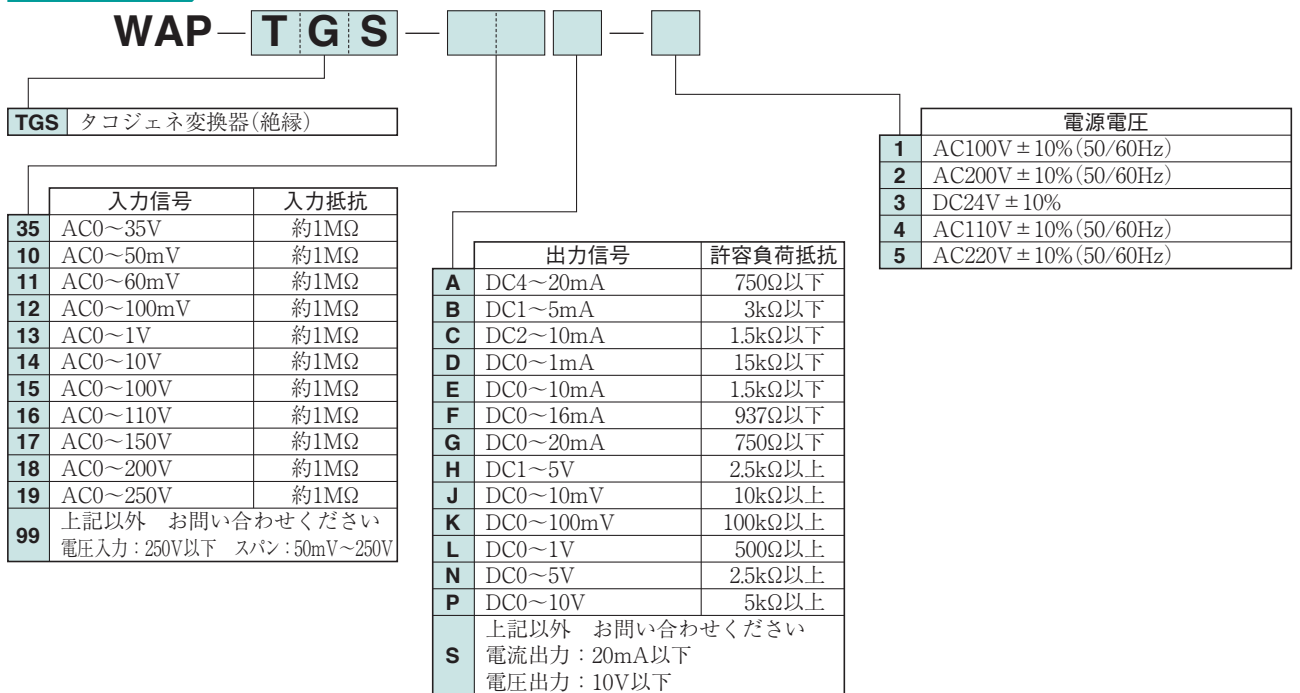 WAP—TGS—
TGS タコジェネ変換器(絶縁)
入力信号 入力抵抗
35 AC0〜35V 約1MΩ
10 AC0〜50mV 約1MΩ
11 AC0〜60mV 約1MΩ
12 AC0〜100mV 約1MΩ
13 AC0〜1V 約1MΩ
14 AC0〜10V 約1MΩ
15 AC0〜100V 約1MΩ
16 AC0〜110V 約1MΩ
17 AC0〜150V 約1MΩ
18 AC0〜200V 約1MΩ
19 AC0〜250V 約1MΩ
99 上記以外 お問い合わせください
電圧入力：250V以下 スパン：50mV〜250V
出力信号 許容負荷抵抗
A DC4〜20mA 750Ω以下
B DC1〜5mA 3kΩ以下
C DC2〜10mA 1.5kΩ以下
D DC0〜1mA 15kΩ以下
E DC0〜10mA 1.5kΩ以下
F DC0〜16mA 937Ω以下
G DC0〜20mA 750Ω以下
H DC1〜5V 2.5kΩ以上
J DC0〜10mV 10kΩ以上
K DC0〜100mV 100kΩ以上
L DC0〜1V 500Ω以上
N DC0〜5V 2.5kΩ以上
P DC0〜10V 5kΩ以上
S 上記以外 お問い合わせください
電流出力：20mA以下
電圧出力：10V以下
電源電圧
1 AC100V±10%(50/60Hz)
2 AC200V±10%(50/60Hz)
3 DC24V±10%
4 AC110V±10%(50/60Hz)
5 AC220V±10%(50/60Hz)